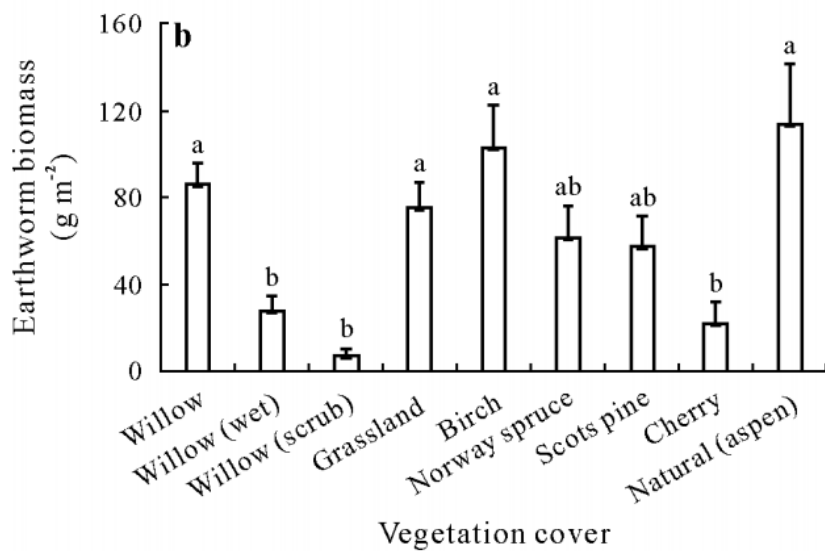 b
160
120
80
40
0
Earthworm biomass
(g m⁻²)
a
b
b
a
a
ab
ab
b
a
Willow
Willow (wet)
Willow (scrub)
Grassland
Birch
Norway spruce
Scots pine
Cherry
Natural (aspen)
Vegetation cover